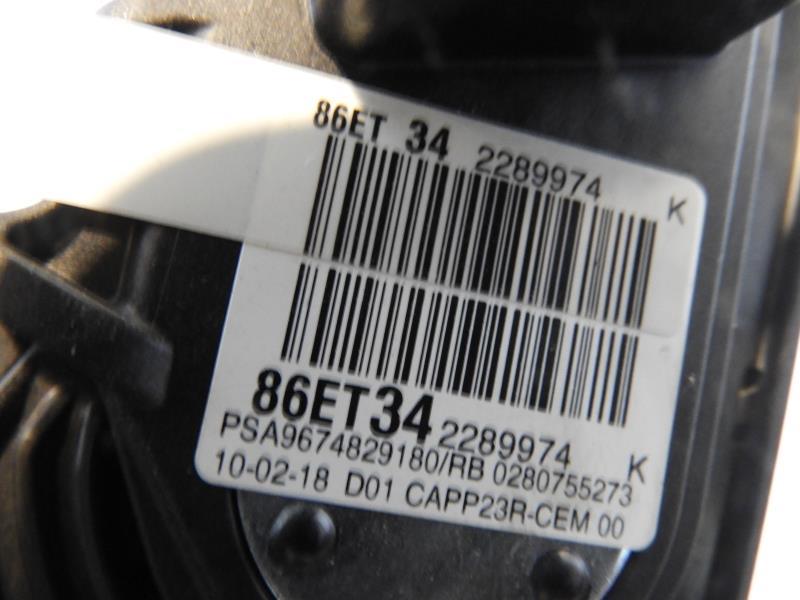 86ET 34 2289974 K
86ET34 2289974 K
PSA9674829180/RB 0280755273
10-02-18 D01 CAPP23R-CEM 00